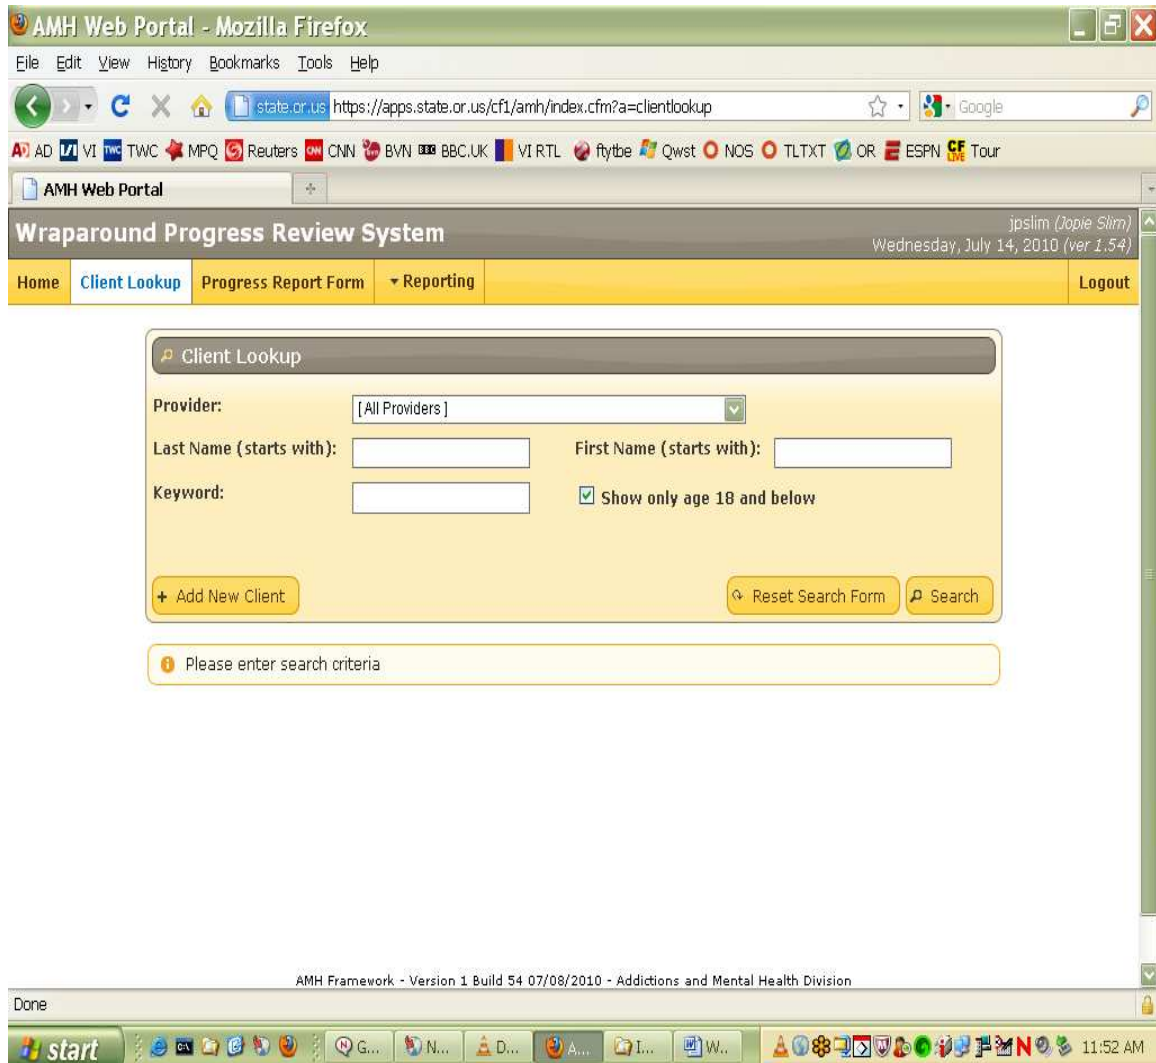 AMH Web Portal - Mozilla Firefox
File Edit View History Bookmarks Tools Help
state.or.us https://apps.state.or.us/cf1/amh/index.cfm?a=clientlookup Google
AD VI TWC MPQ Reuters CNN BVN BBC.UK VI RTL ftytbe Qwst NOS TLTXT OR ESPN Tour
AMH Web Portal
Wraparound Progress Review System jpslim (Jopie Slim)
Wednesday, July 14, 2010 (ver 1.54)
Home Client Lookup Progress Report Form Reporting Logout
Client Lookup
Provider: [ All Providers ]
Last Name (starts with): First Name (starts with):
Keyword: Show only age 18 and below
+ Add New Client Reset Search Form Search
Please enter search criteria
AMH Framework - Version 1 Build 54 07/08/2010 - Addictions and Mental Health Division
Done
start G... N... D... A... I... W.. 11:52 AM